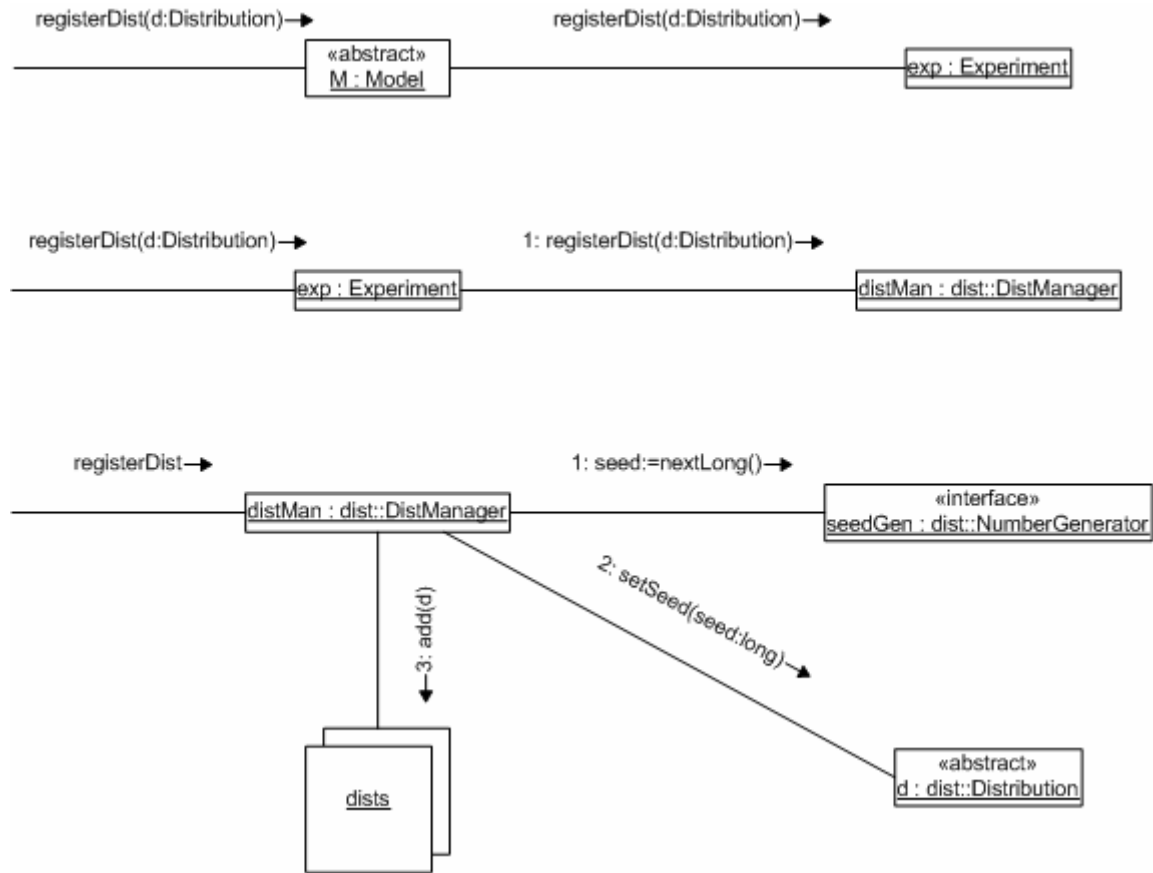 registerDist(d:Distribution)
registerDist(d:Distribution)
«abstract»
M : Model
exp : Experiment
registerDist(d:Distribution)
1: registerDist(d:Distribution)
exp : Experiment
distMan : dist::DistManager
registerDist
1: seed:=nextLong()
distMan : dist::DistManager
«interface»
seedGen : dist::NumberGenerator
2: setSeed(seed:long)
3: add(d)
dists
«abstract»
d : dist::Distribution